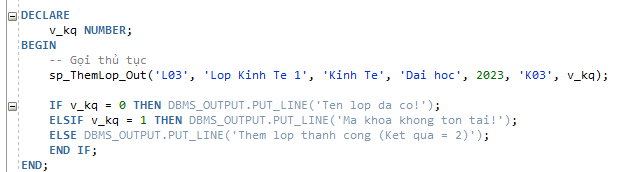 DECLARE
v_kq NUMBER;
BEGIN
-- Gọi thủ tục
sp_ThemLop_Out('L03', 'Lop Kinh Te 1', 'Kinh Te', 'Dai hoc', 2023, 'K03', v_kq);
IF v_kq = 0 THEN DBMS_OUTPUT.PUT_LINE('Ten lop da co!');
ELSIF v_kq = 1 THEN DBMS_OUTPUT.PUT_LINE('Ma khoa khong ton tai!');
ELSE DBMS_OUTPUT.PUT_LINE('Them lop thanh cong (Ket qua = 2)');
END IF;
END;